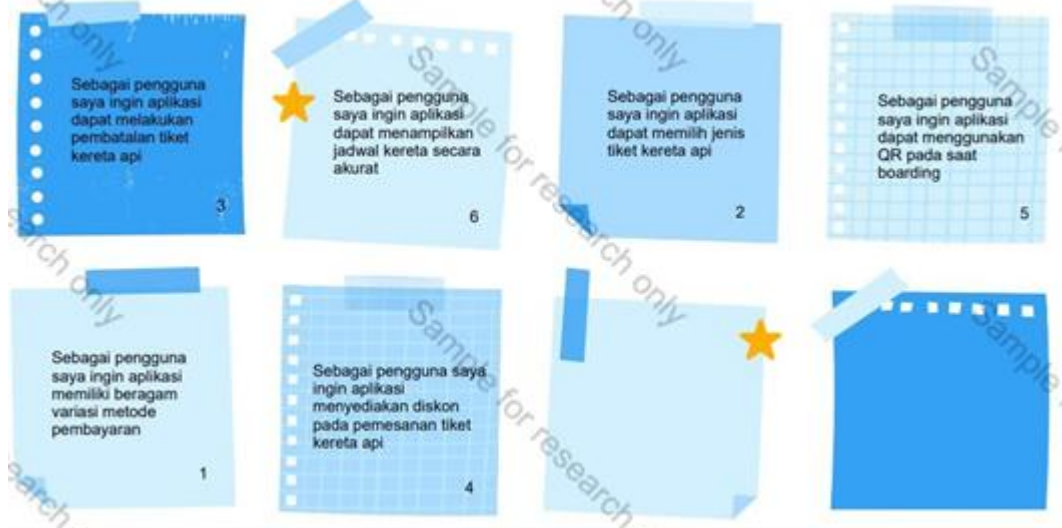 Sebagai pengguna
saya ingin aplikasi
dapat melakukan
pembatalan tiket
kereta api
3
Sebagai pengguna
saya ingin aplikasi
dapat menampilkan
jadwal kereta secara
akurat
6
Sebagai pengguna
saya ingin aplikasi
dapat memilih jenis
tiket kereta api
2
Sebagai pengguna
saya ingin aplikasi
dapat menggunakan
QR pada saat
boarding
5
Sebagai pengguna
saya ingin aplikasi
memiliki beragam
variasi metode
pembayaran
1
Sebagai pengguna saya
ingin aplikasi
menyediakan diskon
pada pemesanan tiket
kereta api
4
Sample for research only
Sample for research only